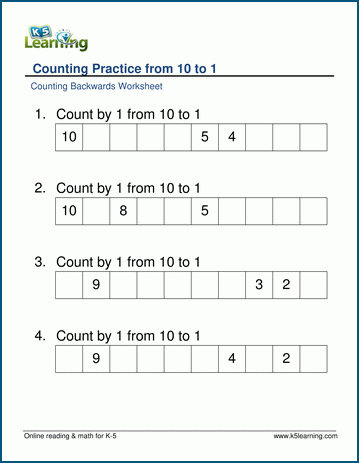 K5
Learning
Counting Practice from 10 to 1
Counting Backwards Worksheet
1. Count by 1 from 10 to 1
10 5 4
2. Count by 1 from 10 to 1
10 8 5
3. Count by 1 from 10 to 1
9 3 2
4. Count by 1 from 10 to 1
9 4 2
Online reading & math for K-5 www.k5learning.com